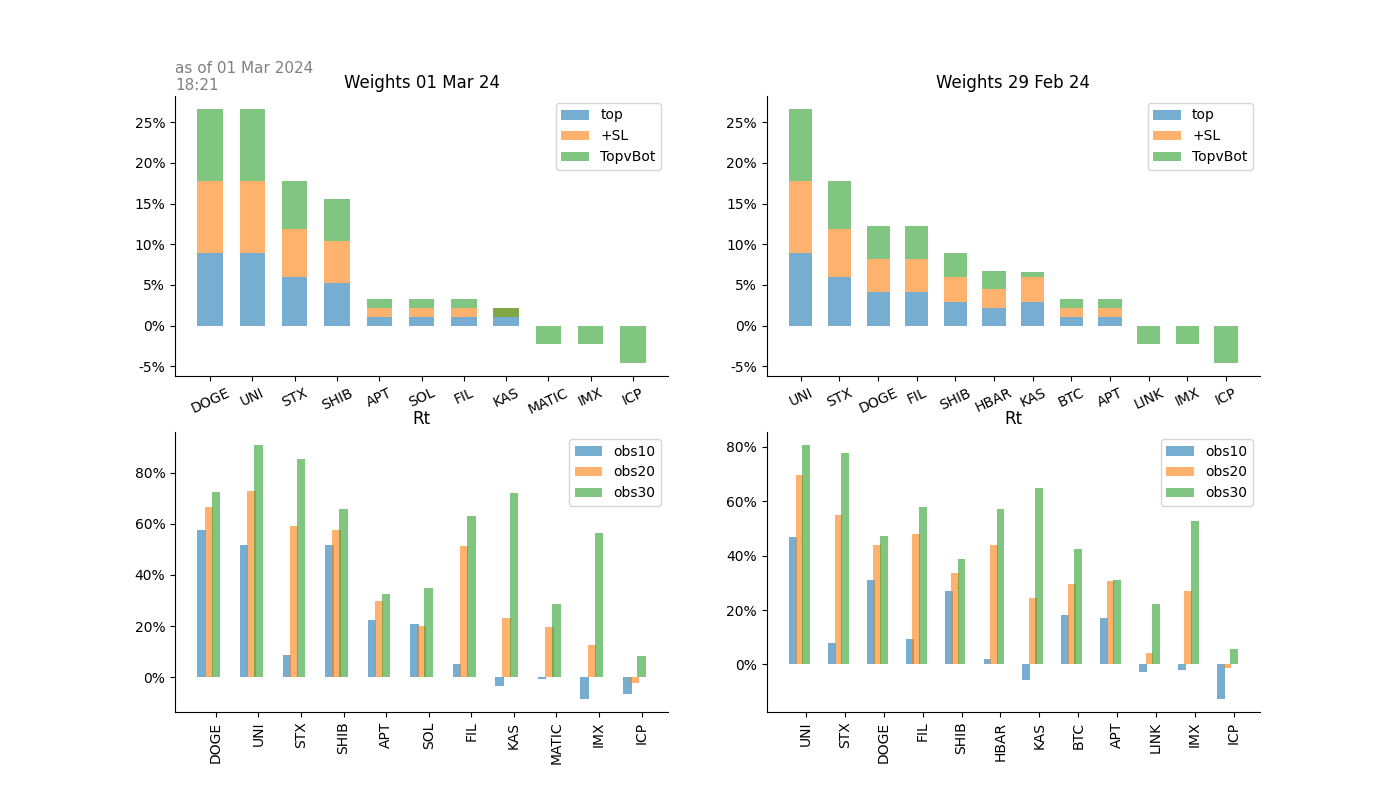 as of 01 Mar 2024
18:21
Weights 01 Mar 24
25%
20%
15%
10%
5%
0%
-5%
top
+SL
TopvBot
DOGE UNI STX SHIB APT SOL FIL KAS MATIC IMX ICP
Weights 29 Feb 24
25%
20%
15%
10%
5%
0%
-5%
top
+SL
TopvBot
UNI STX DOGE FIL SHIB HBAR KAS BTC APT LINK IMX ICP
Rt
80%
60%
40%
20%
0%
obs10
obs20
obs30
DOGE UNI STX SHIB APT SOL FIL KAS MATIC IMX ICP
Rt
80%
60%
40%
20%
0%
obs10
obs20
obs30
UNI STX DOGE FIL SHIB HBAR KAS BTC APT LINK IMX ICP